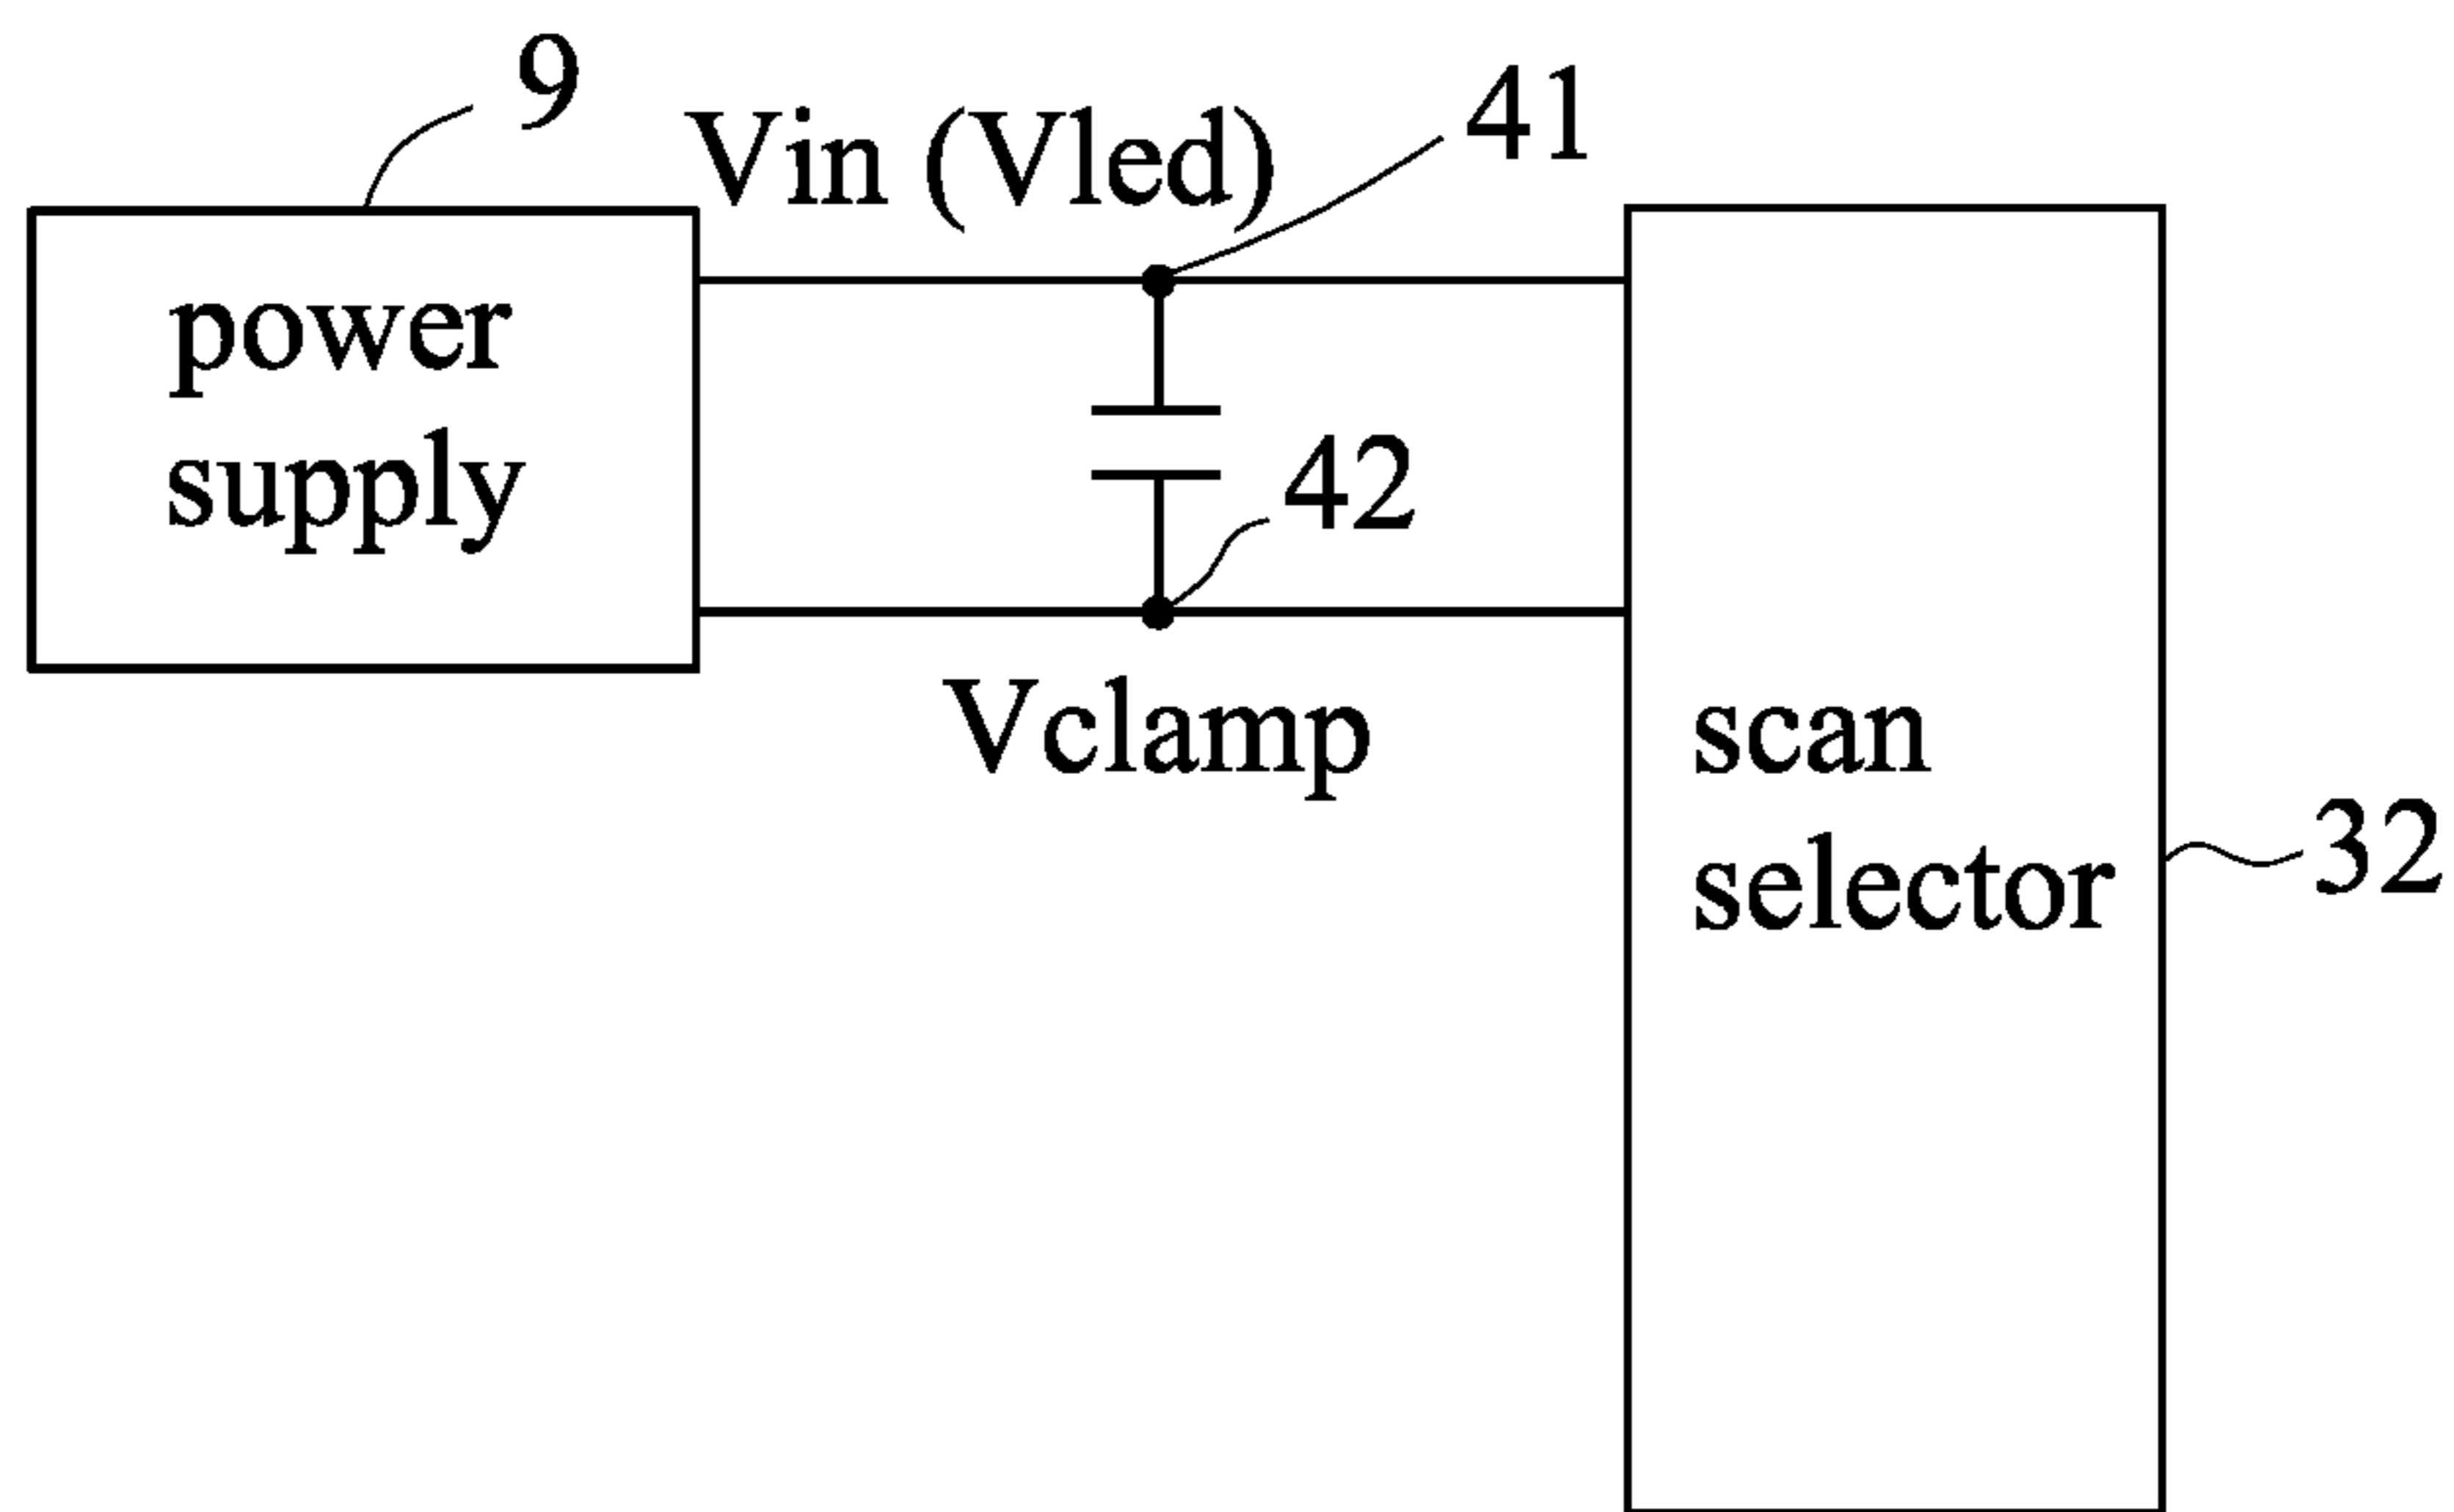 9
Vin (Vled)
41
power
supply
42
Vclamp
scan
selector
32